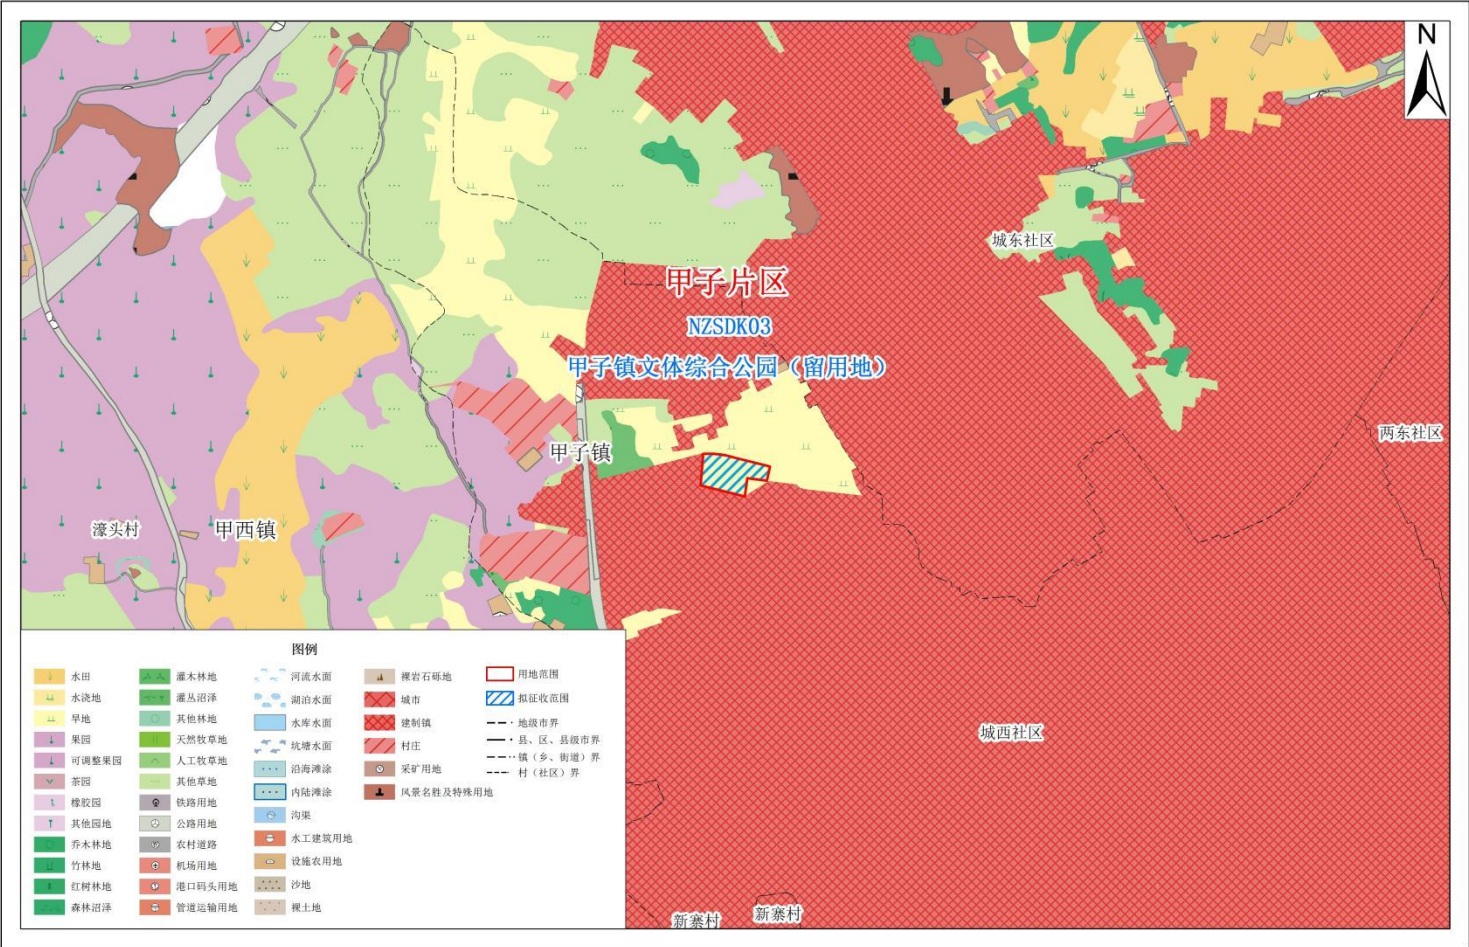 N
城东社区
甲子片区
NZSDK03
甲子镇文体综合公园（留用地）
两东社区
甲子镇
濠头村
甲西镇
城西社区
新寨村
新寨村
图例
水田
水浇地
旱地
果园
可调整果园
茶园
橡胶园
其他园地
乔木林地
竹林地
红树林地
森林沼泽
灌木林地
灌丛沼泽
其他林地
天然牧草地
人工牧草地
其他草地
铁路用地
公路用地
农村道路
机场用地
港口码头用地
管道运输用地
河流水面
湖泊水面
水库水面
坑塘水面
沿海滩涂
内陆滩涂
沟渠
水工建筑用地
设施农用地
沙地
裸土地
裸岩石砾地
城市
建制镇
村庄
采矿用地
风景名胜及特殊用地
用地范围
拟征收范围
地级市界
县、区、县级市界
镇（乡、街道）界
村（社区）界